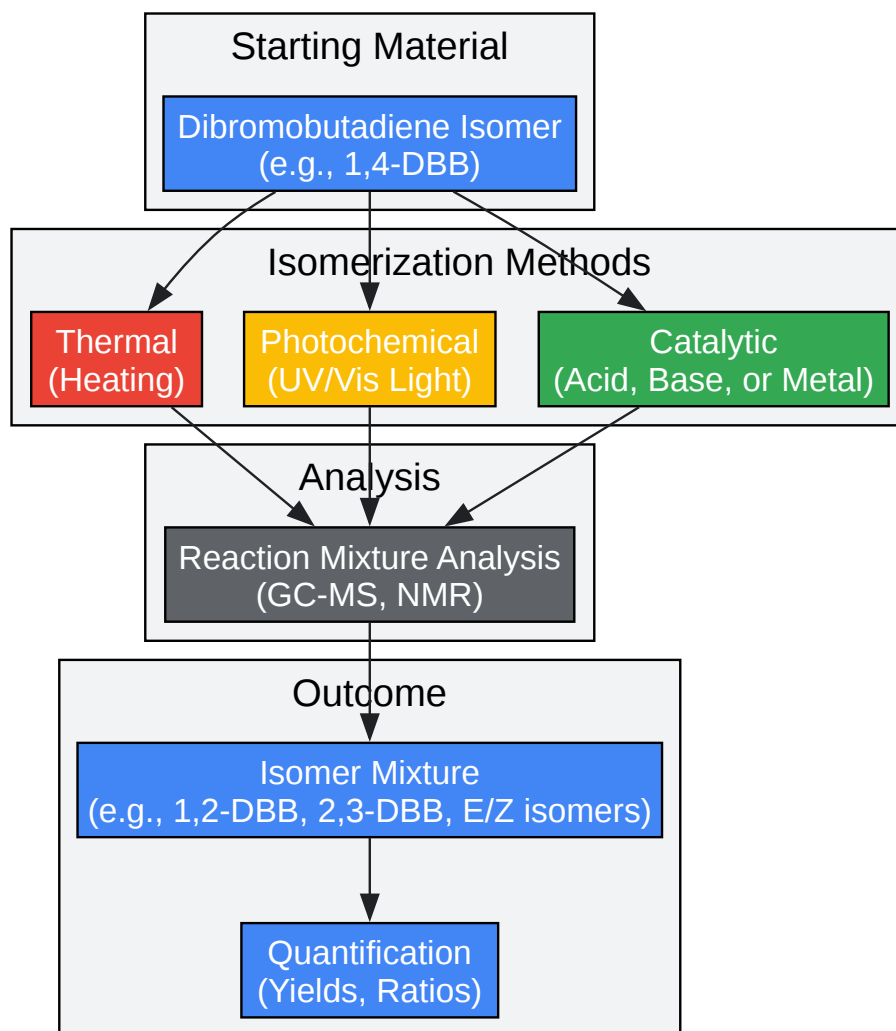 Starting Material
Dibromobutadiene Isomer
(e.g., 1,4-DBB)
Isomerization Methods
Thermal
(Heating)
Photochemical
(UV/Vis Light)
Catalytic
(Acid, Base, or Metal)
Analysis
Reaction Mixture Analysis
(GC-MS, NMR)
Outcome
Isomer Mixture
(e.g., 1,2-DBB, 2,3-DBB, E/Z isomers)
Quantification
(Yields, Ratios)